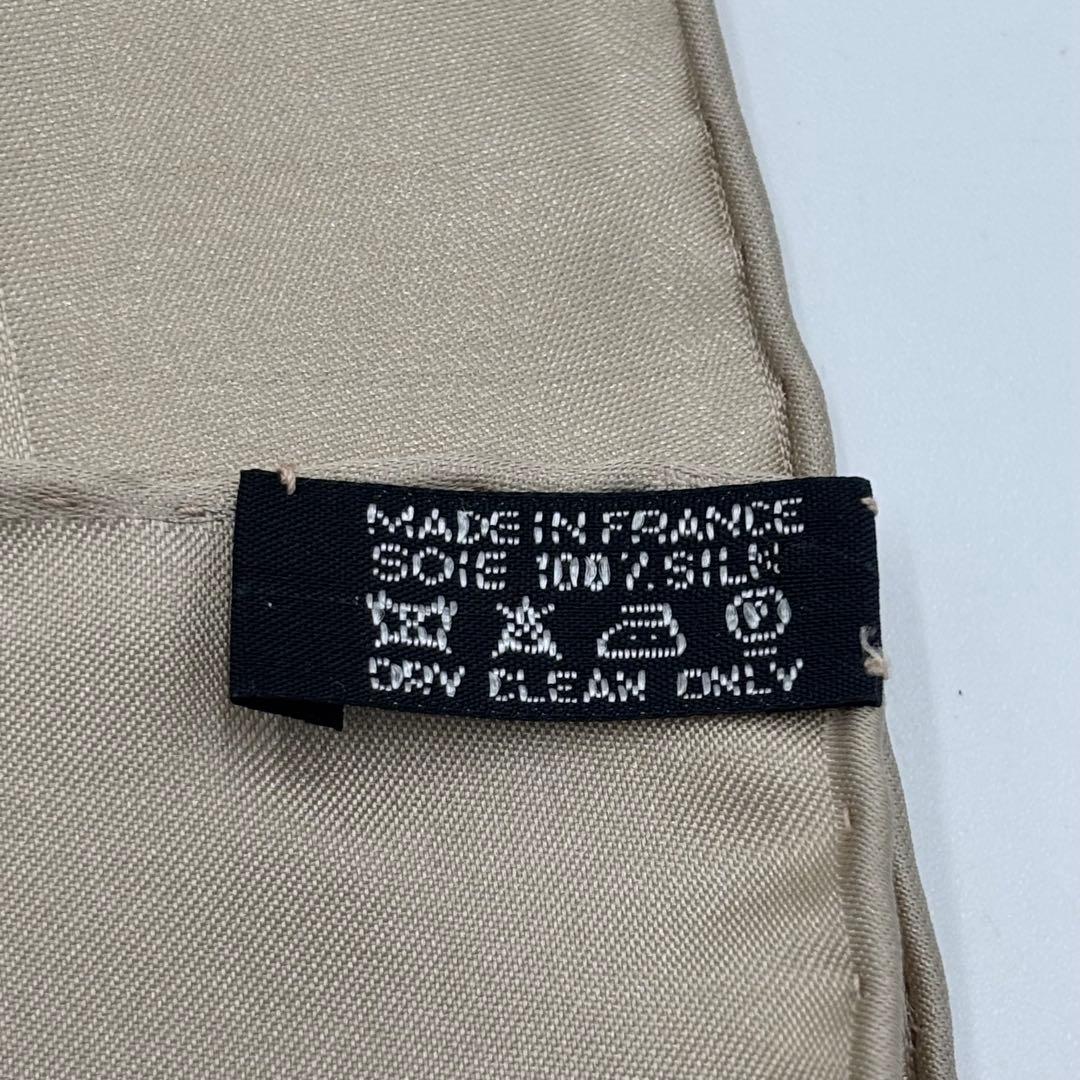 MADE IN FRANCE
SOIE 100% SILK
P
DRY CLEAN ONLY